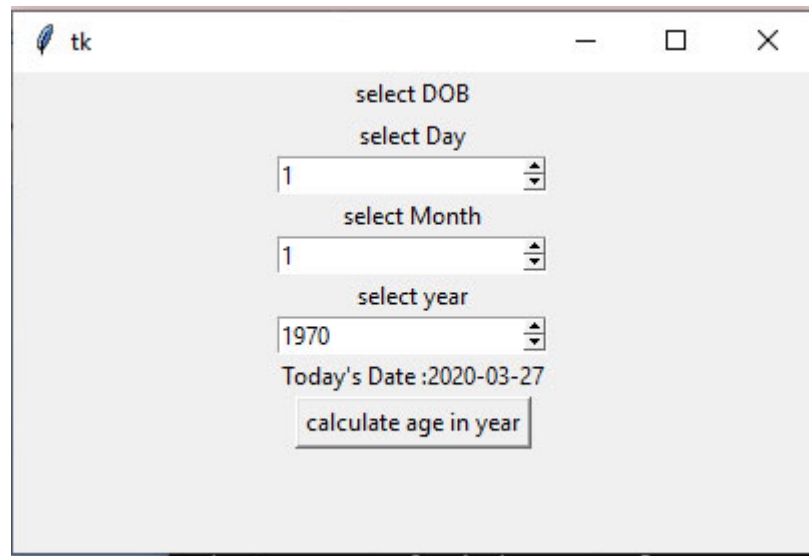 tk
select DOB
select Day
1
select Month
1
select year
1970
Today's Date :2020-03-27
calculate age in year